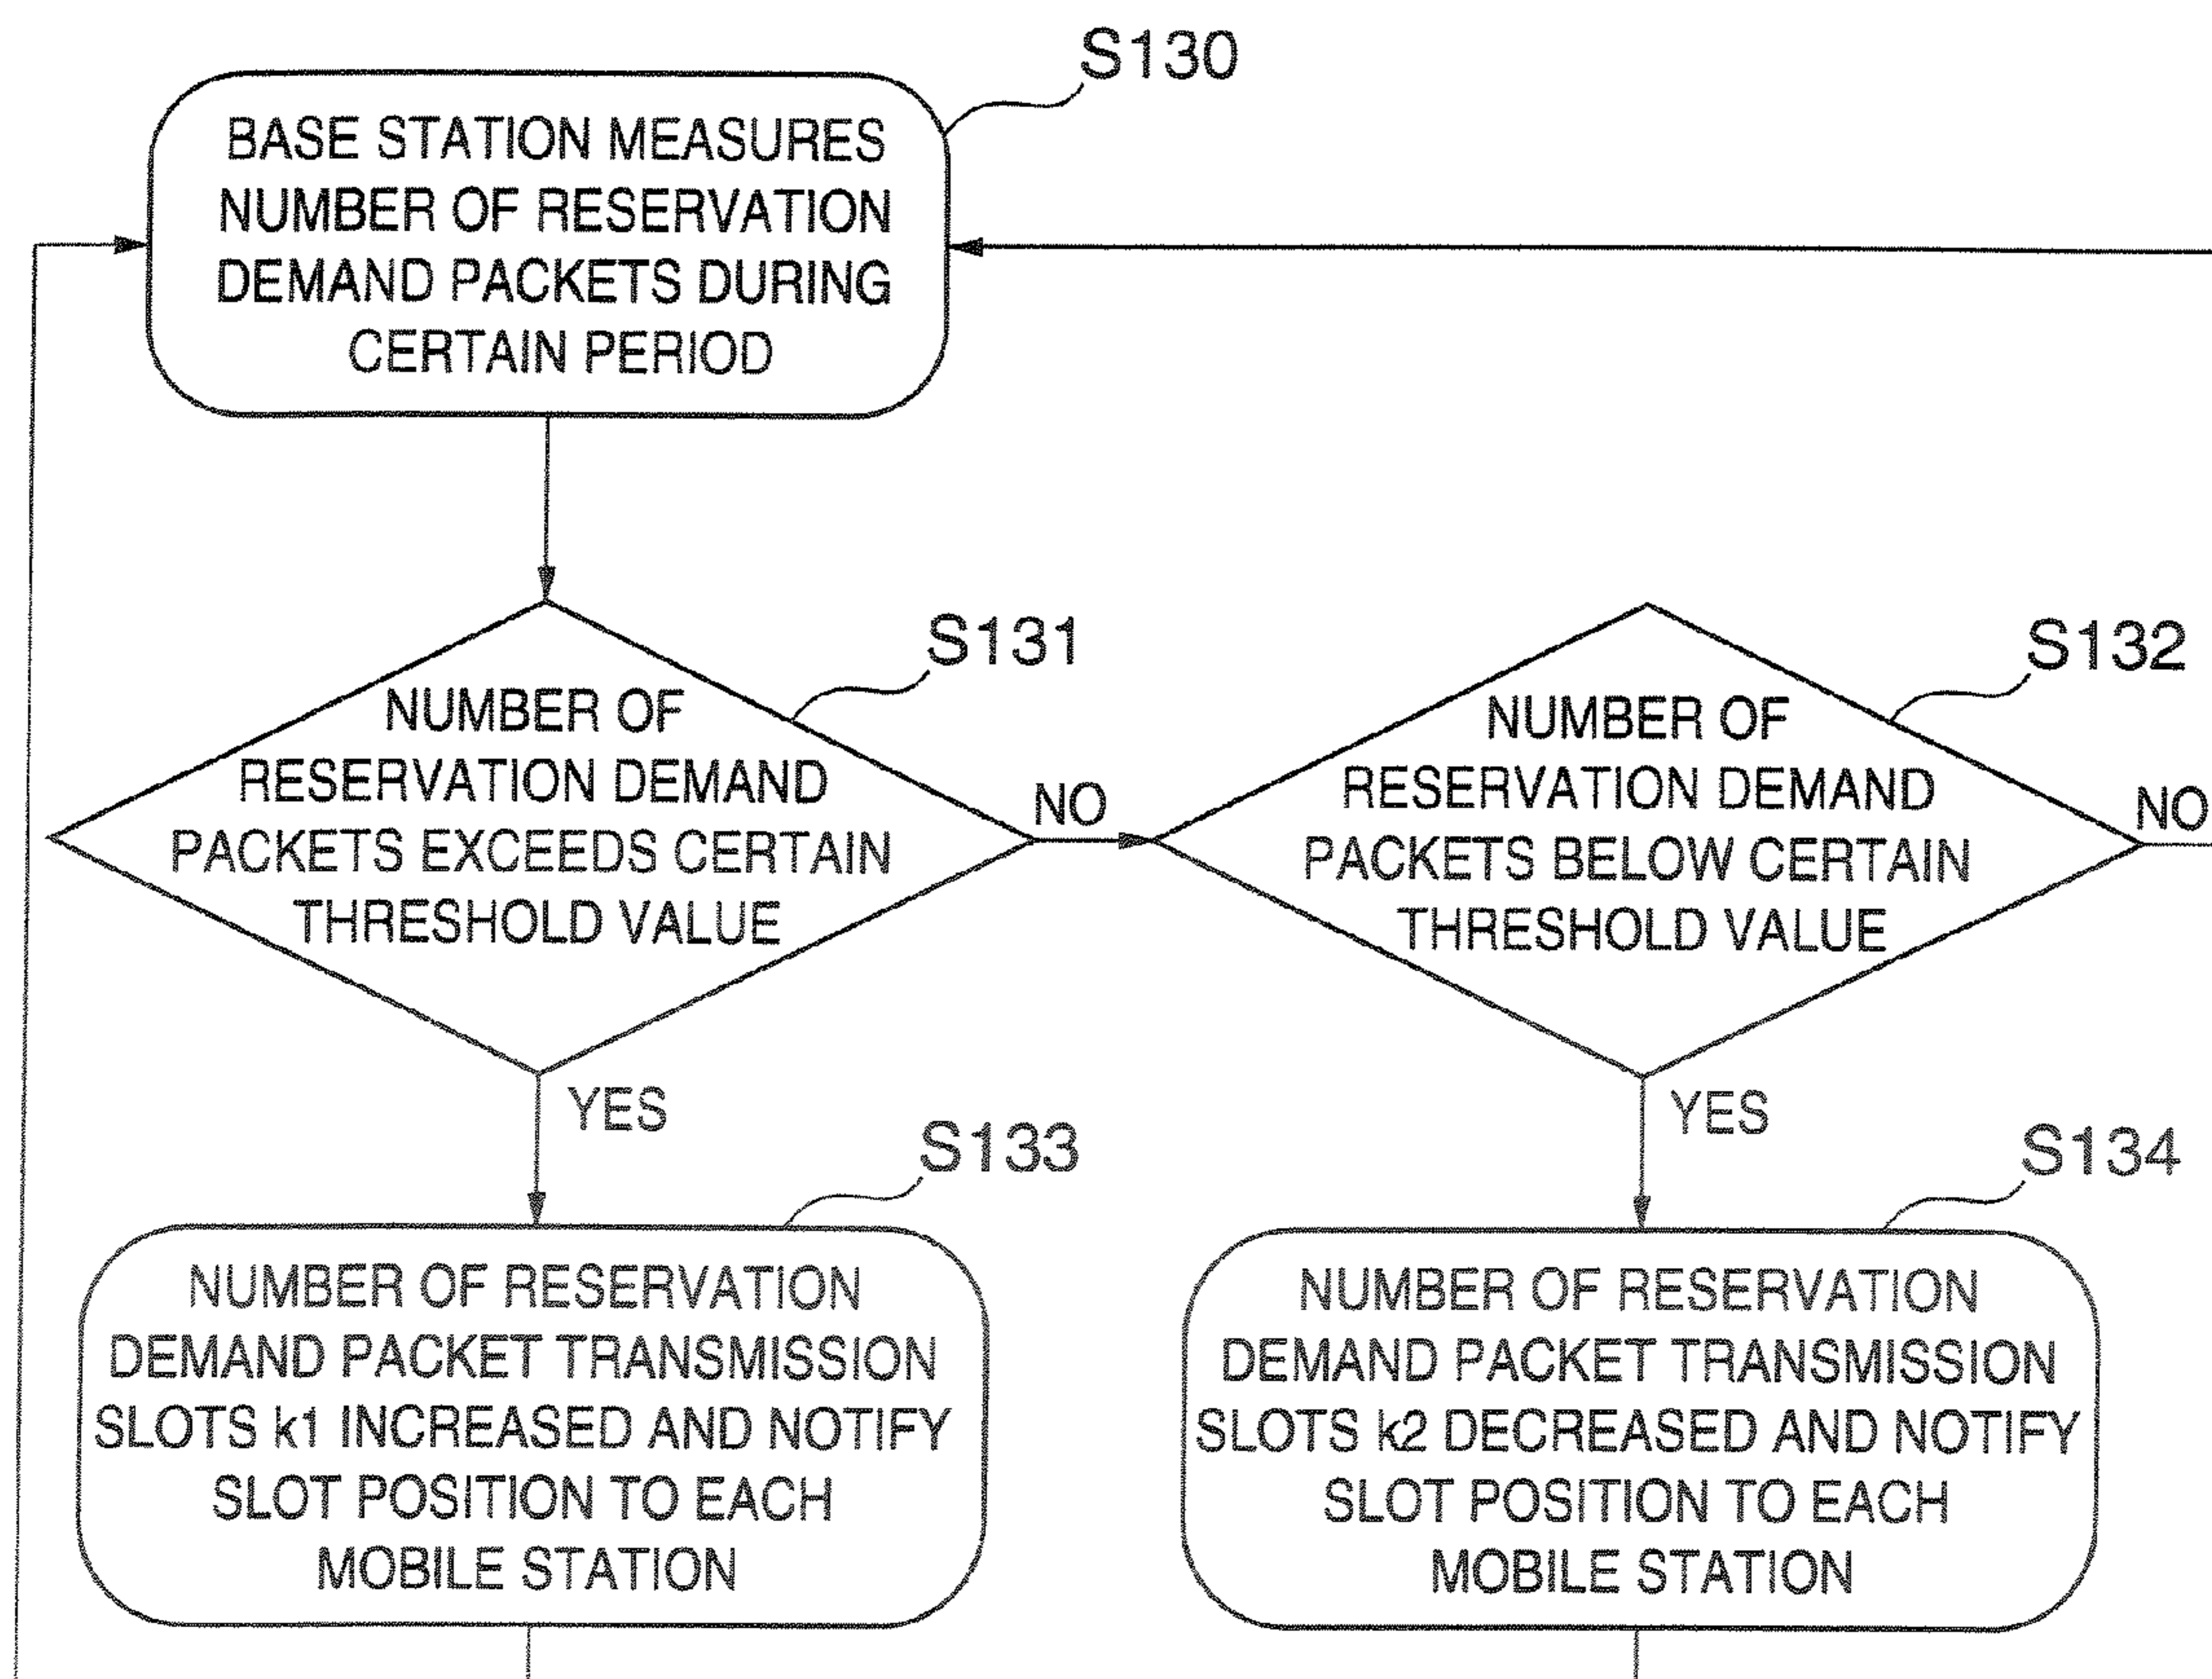 S130
BASE STATION MEASURES
NUMBER OF RESERVATION
DEMAND PACKETS DURING
CERTAIN PERIOD
S131
NUMBER OF
RESERVATION DEMAND
PACKETS EXCEEDS CERTAIN
THRESHOLD VALUE
NO
S132
NUMBER OF
RESERVATION DEMAND
PACKETS BELOW CERTAIN
THRESHOLD VALUE
NO
YES
S133
NUMBER OF RESERVATION
DEMAND PACKET TRANSMISSION
SLOTS k1 INCREASED AND NOTIFY
SLOT POSITION TO EACH
MOBILE STATION
YES
S134
NUMBER OF RESERVATION
DEMAND PACKET TRANSMISSION
SLOTS k2 DECREASED AND NOTIFY
SLOT POSITION TO EACH
MOBILE STATION